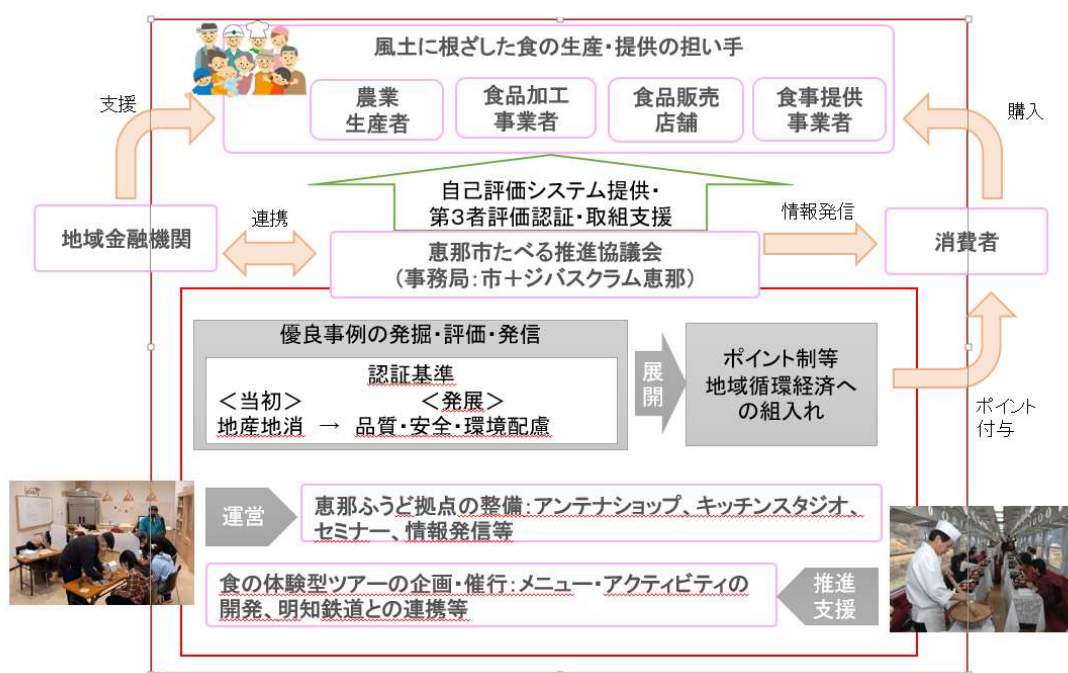 風土に根ざした食の生産・提供の担い手
支援
農業
生産者
食品加工
事業者
食品販売
店舗
食事提供
事業者
購入
自己評価システム提供・
第3者評価認証・取組支援
地域金融機関
連携
恵那市たべる推進協議会
(事務局:市+ジバスクラム恵那)
情報発信
消費者
優良事例の発掘・評価・発信
認証基準
<当初> <発展>
地産地消 → 品質・安全・環境配慮
展
開
ポイント制等
地域循環経済へ
の組入れ
ポイント
付与
運営
恵那ふうど拠点の整備:アンテナショップ、キッチンスタジオ、
セミナー、情報発信等
食の体験型ツアーの企画・催行:メニュー・アクティビティの
開発、明知鉄道との連携等
推進
支援